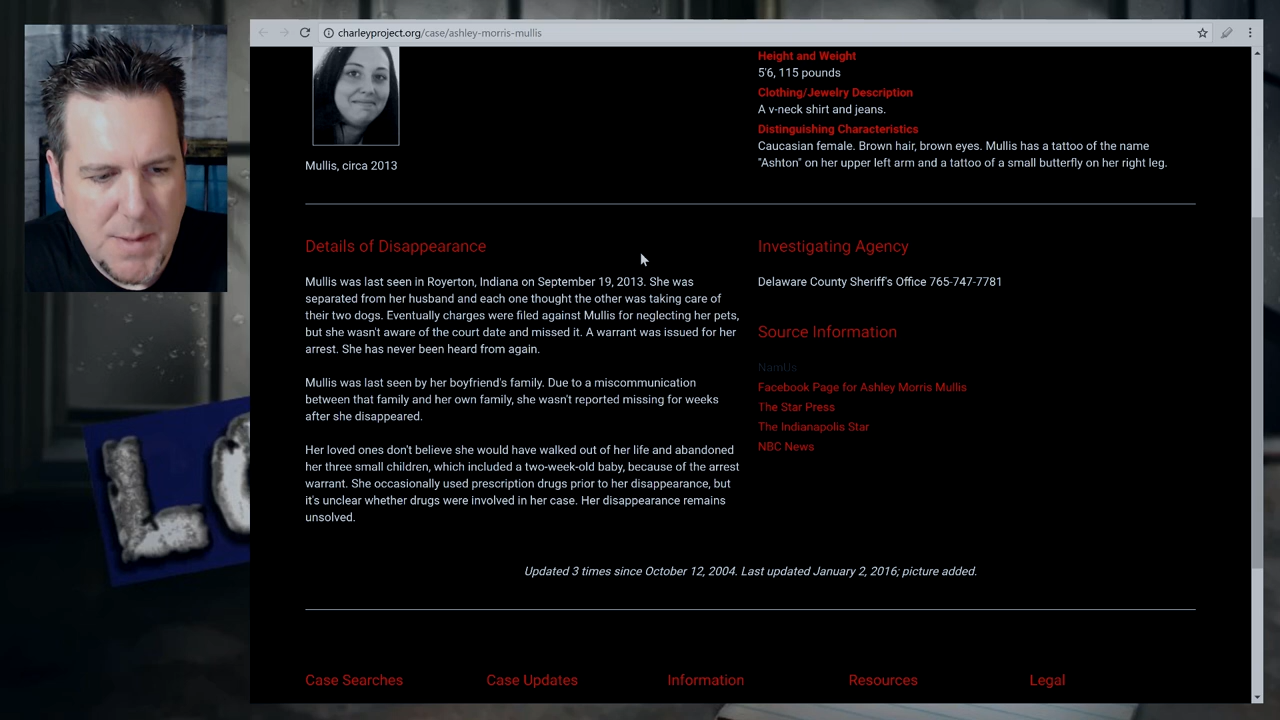 charleyproject.org/case/ashley-morris-mullis
Height and Weight
5'6, 115 pounds
Clothing/Jewelry Description
A v-neck shirt and jeans.
Distinguishing Characteristics
Caucasian female. Brown hair, brown eyes. Mullis has a tattoo of the name
"Ashton" on her upper left arm and a tattoo of a small butterfly on her right leg.
Mullis, circa 2013
Details of Disappearance
Mullis was last seen in Royerton, Indiana on September 19, 2013. She was
separated from her husband and each one thought the other was taking care of
their two dogs. Eventually charges were filed against Mullis for neglecting her pets,
but she wasn't aware of the court date and missed it. A warrant was issued for her
arrest. She has never been heard from again.
Mullis was last seen by her boyfriend's family. Due to a miscommunication
between that family and her own family, she wasn't reported missing for weeks
after she disappeared.
Her loved ones don't believe she would have walked out of her life and abandoned
her three small children, which included a two-week-old baby, because of the arrest
warrant. She occasionally used prescription drugs prior to her disappearance, but
it's unclear whether drugs were involved in her case. Her disappearance remains
unsolved.
Investigating Agency
Delaware County Sheriff's Office 765-747-7781
Source Information
NamUs
Facebook Page for Ashley Morris Mullis
The Star Press
The Indianapolis Star
NBC News
Updated 3 times since October 12, 2004. Last updated January 2, 2016; picture added.
Case Searches
Case Updates
Information
Resources
Legal